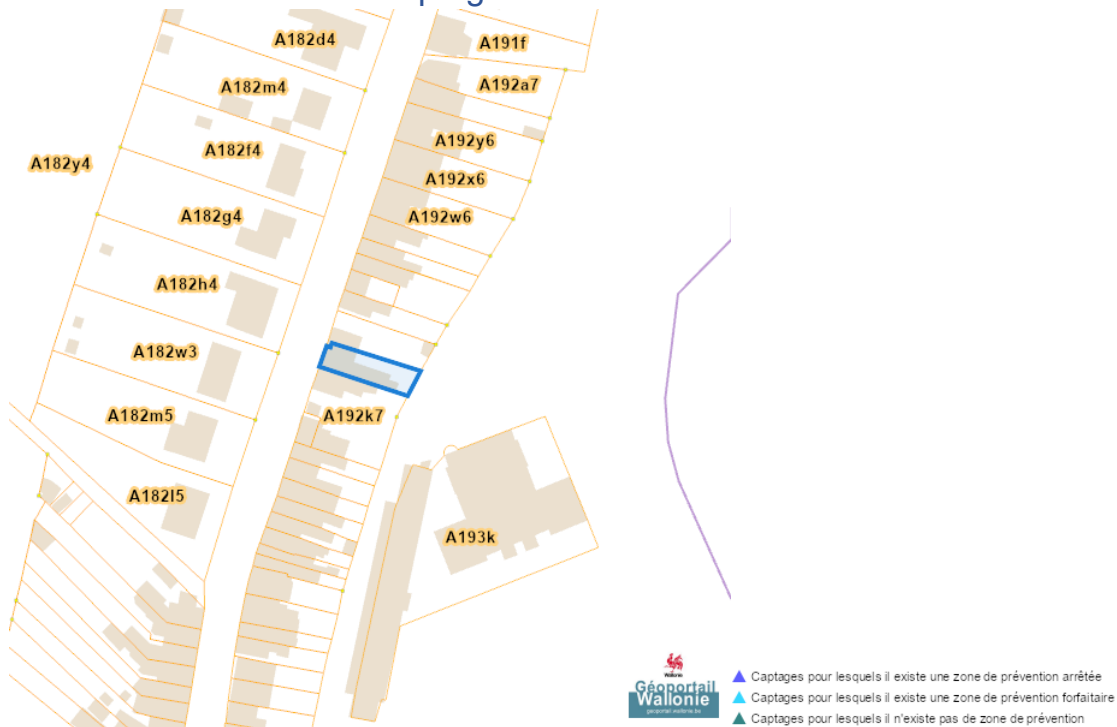 A182d4
A191f
A182m4
A192a7
A182f4
A192y6
A182y4
A192x6
A182g4
A192w6
A182h4
A182w3
A182m5
A192k7
A182l5
A193k
Wallonie
Géoportail
Wallonie
geoportail.wallonie.be
Captages pour lesquels il existe une zone de prévention arrêtée
Captages pour lesquels il existe une zone de prévention forfaitaire
Captages pour lesquels il n'existe pas de zone de prévention